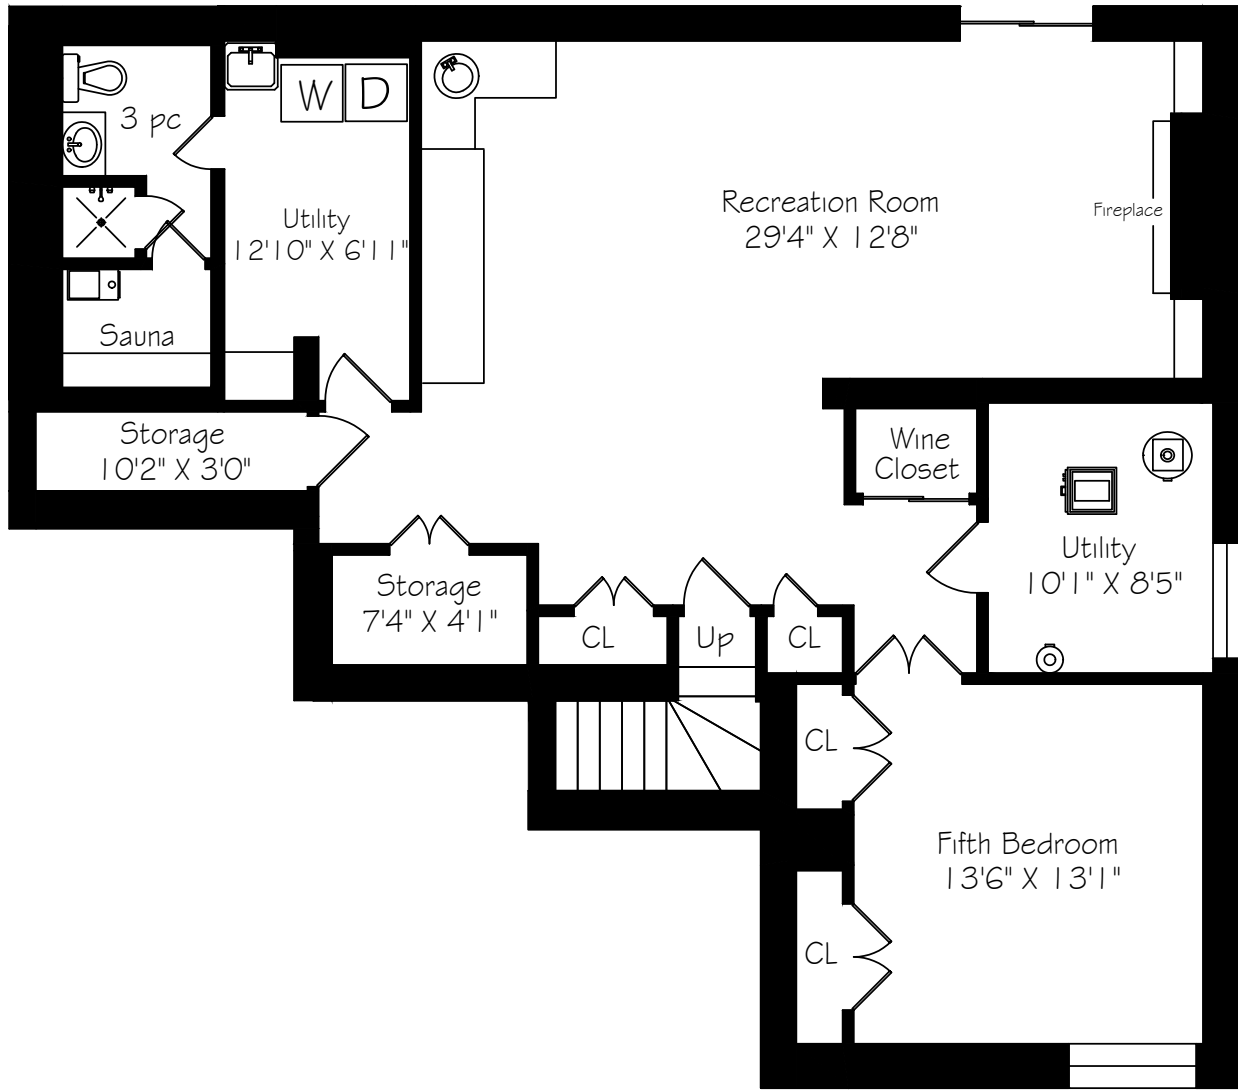 3 pc
W
D
Utility
12'10" X 6'11"
Recreation Room
29'4" X 12'8"
Fireplace
Sauna
Storage
10'2" X 3'0"
Wine
Closet
Utility
10'1" X 8'5"
Storage
7'4" X 4'1"
CL
Up
CL
CL
Fifth Bedroom
13'6" X 13'1"
CL